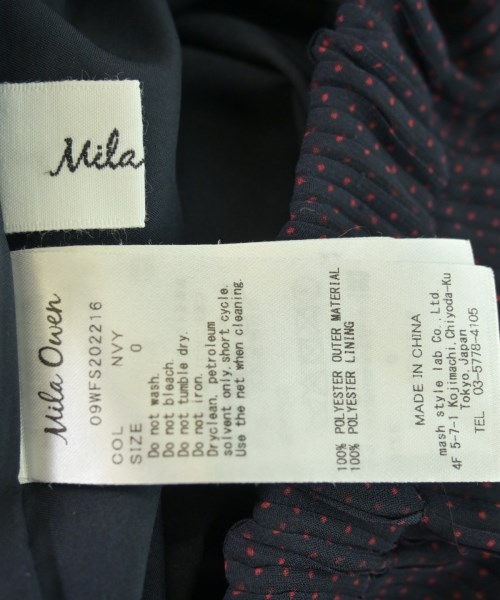 Mila
Mila Owen
09WFS202216
COL NVY
SIZE 0
Do not wash.
Do not bleach.
Do not tumble dry.
Do not iron.
Dryclean, petroleum
solvent only, short cycle.
Use the net when cleaning.
100% POLYESTER OUTER MATERIAL
100% POLYESTER LINING
MADE IN CHINA
mash style lab Co., Ltd.
4F 5-7-1 Kojimachi, Chiyoda-Ku
Tokyo, Japan
TEL 03-5778-4105